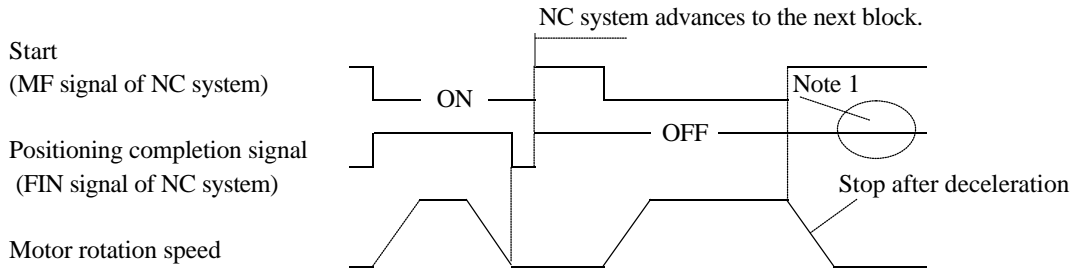 NC system advances to the next block.
Start
(MF signal of NC system)
ON
Note 1
OFF
Positioning completion signal
(FIN signal of NC system)
Stop after deceleration
Motor rotation speed